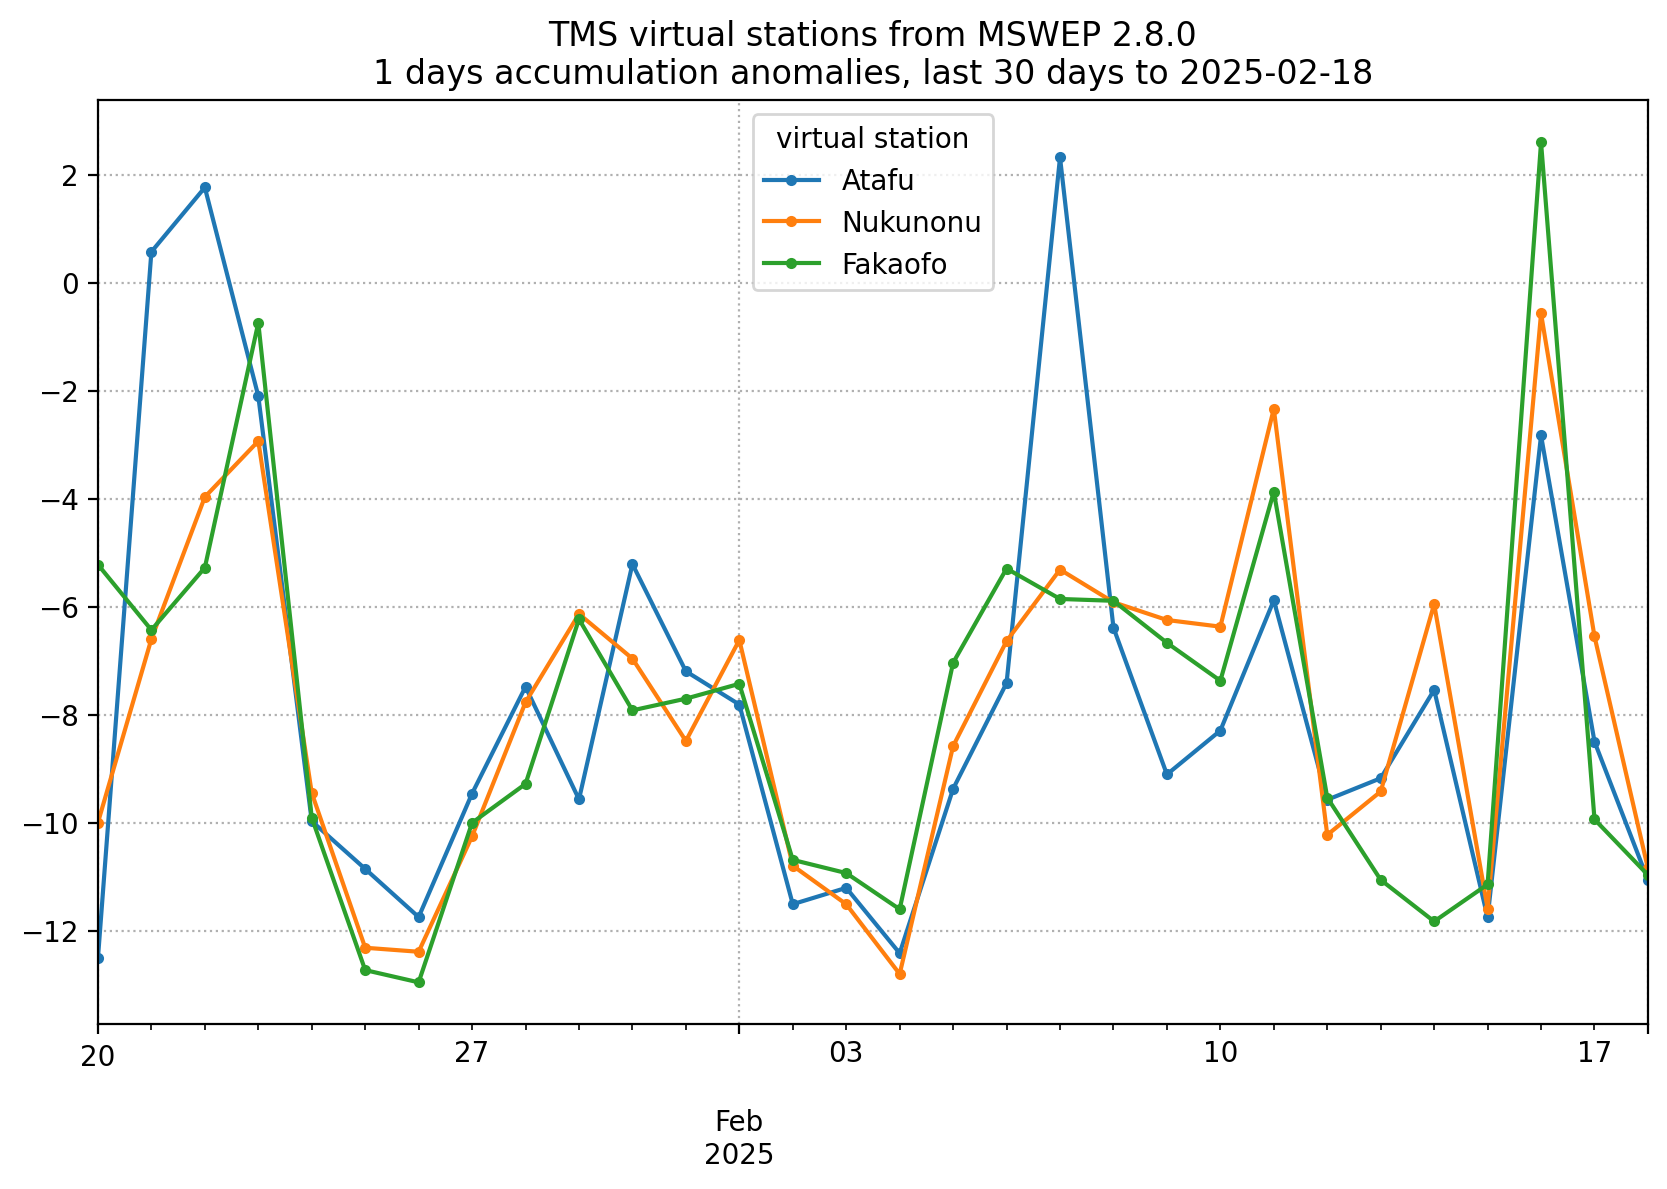 TMS virtual stations from MSWEP 2.8.0
1 days accumulation anomalies, last 30 days to 2025-02-18
virtual station
Atafu
Nukunonu
Fakaofo
2
0
−2
−4
−6
−8
−10
−12
20
27
03
10
17
Feb
2025